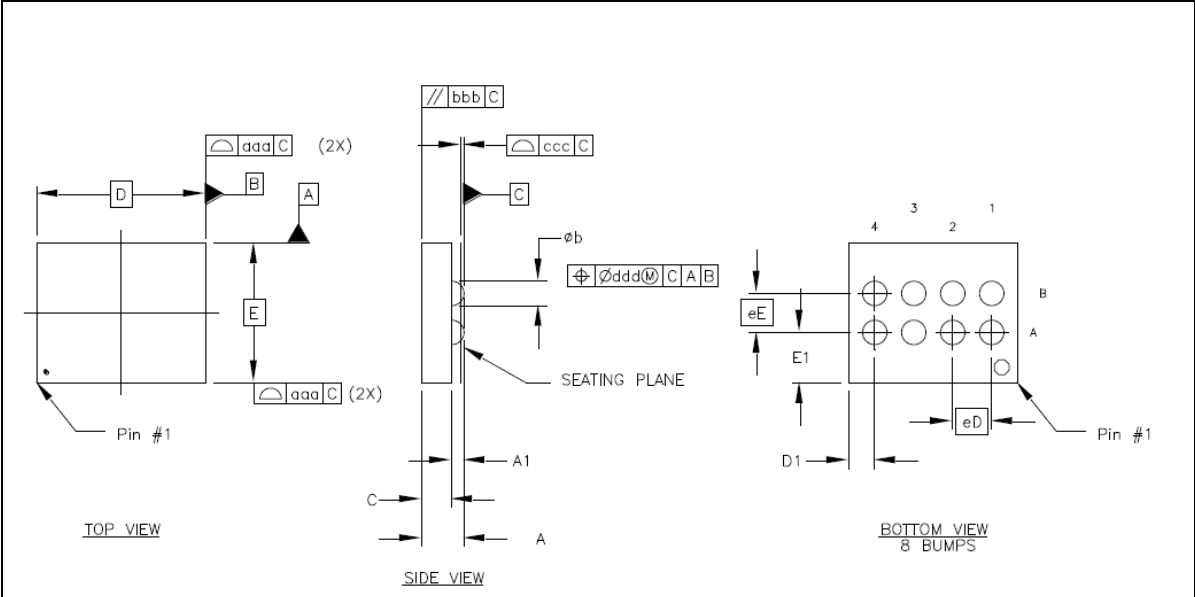 // bbb C
⌓ aaa C (2X)
⌓ ccc C
D
B
A
C
øb
⌖ Øddd Ⓜ C A B
E
SEATING PLANE
⌓ aaa C (2X)
Pin #1
A1
C
A
TOP VIEW
SIDE VIEW
3 1
4 2
B
eE
A
E1
eD
Pin #1
D1
BOTTOM VIEW
8 BUMPS